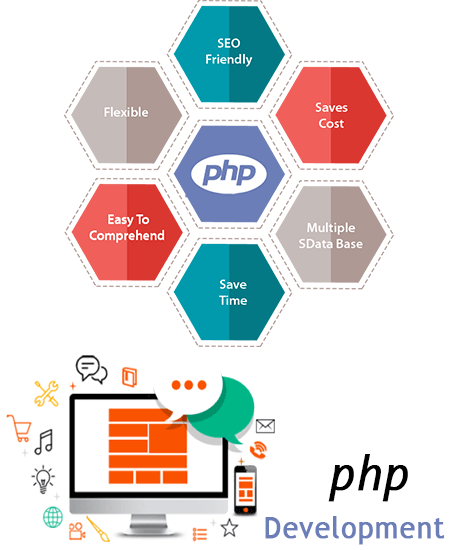 SEO
Friendly
Flexible
Saves
Cost
php
Easy To
Comprehend
Multiple
SData Base
Save
Time
php
Development